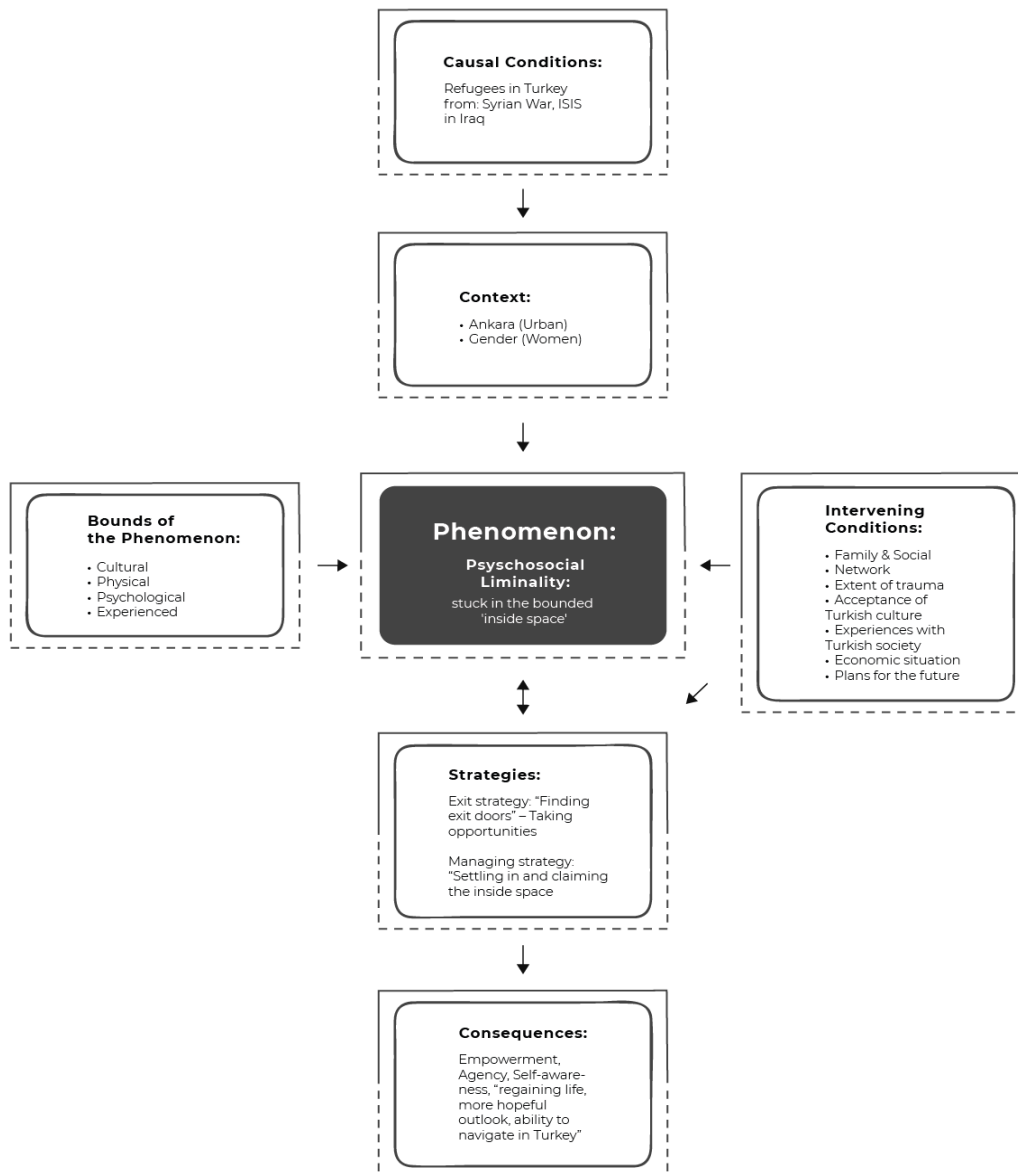 Causal Conditions:
Refugees in Turkey
from: Syrian War, ISIS
in Iraq
Context:
• Ankara (Urban)
• Gender (Women)
Bounds of
the Phenomenon:
• Cultural
• Physical
• Psychological
• Experienced
Phenomenon:
Psyschosocial
Liminality:
stuck in the bounded
'inside space'
Intervening
Conditions:
• Family & Social
• Network
• Extent of trauma
• Acceptance of
Turkish culture
• Experiences with
Turkish society
• Economic situation
• Plans for the future
Strategies:
Exit strategy: “Finding
exit doors” – Taking
opportunities
Managing strategy:
“Settling in and claiming
the inside space
Consequences:
Empowerment,
Agency, Self-aware-
ness, “regaining life,
more hopeful
outlook, ability to
navigate in Turkey”